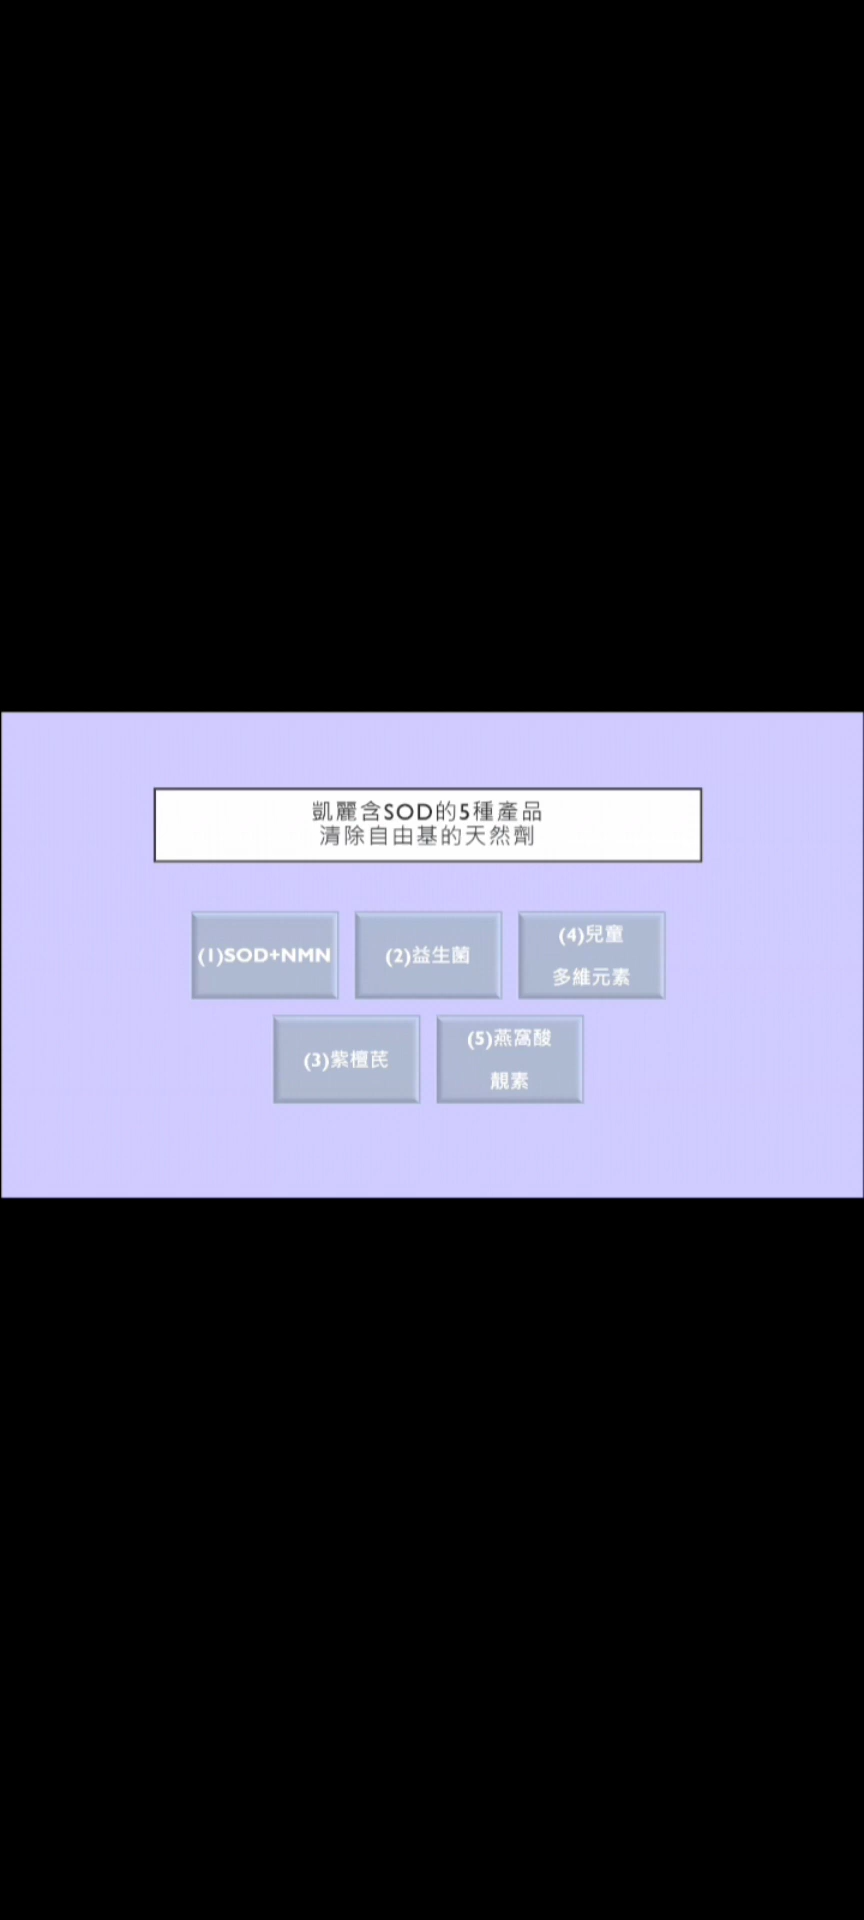 凱麗含SOD的5種產品
清除自由基的天然劑
(1)SOD+NMN
(2)益生菌
(4)兒童
多維元素
(3)紫檀芪
(5)燕窩酸
靚素